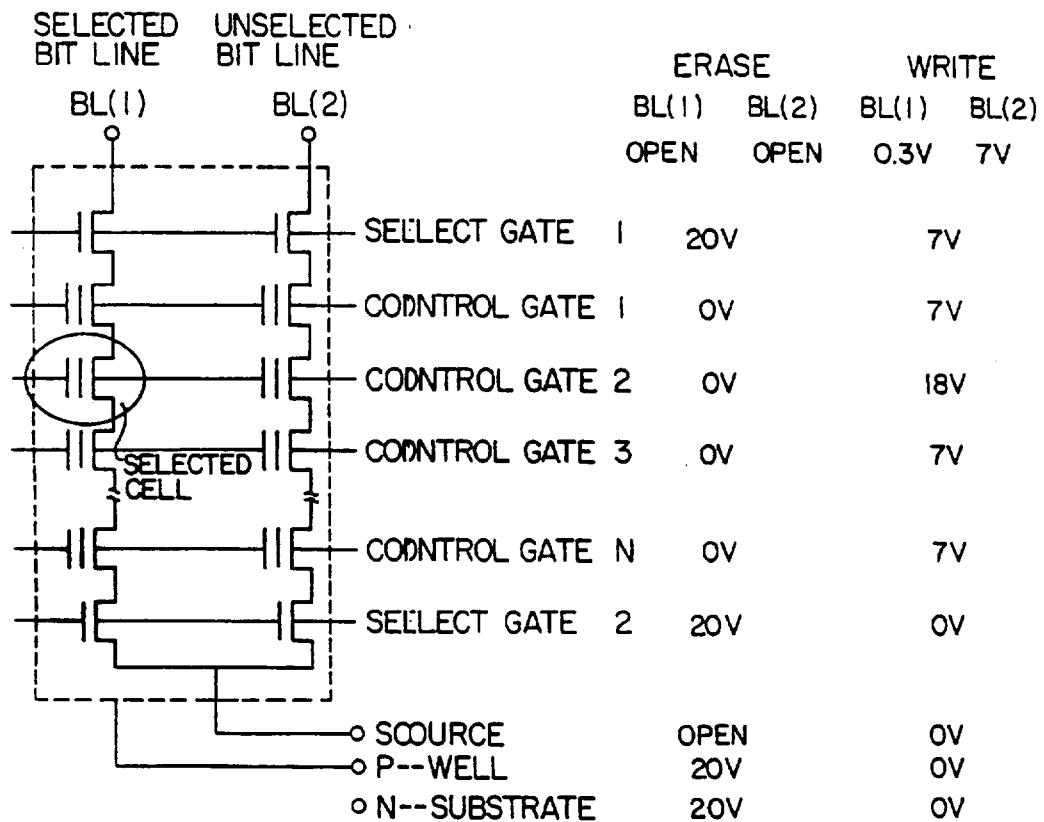 SELECTED UNSELECTED
BIT LINE BIT LINE
ERASE WRITE
BL(1) BL(2) BL(1) BL(2) BL(1) BL(2)
OPEN OPEN 0.3V 7V
SELLECT GATE 1 20V 7V
CODNTROL GATE 1 0V 7V
CODNTROL GATE 2 0V 18V
CODNTROL GATE 3 0V 7V
SELECTED
CELL
CODNTROL GATE N 0V 7V
SELLECT GATE 2 20V 0V
SOOURCE OPEN 0V
P--WELL 20V 0V
N--SUBSTRATE 20V 0V